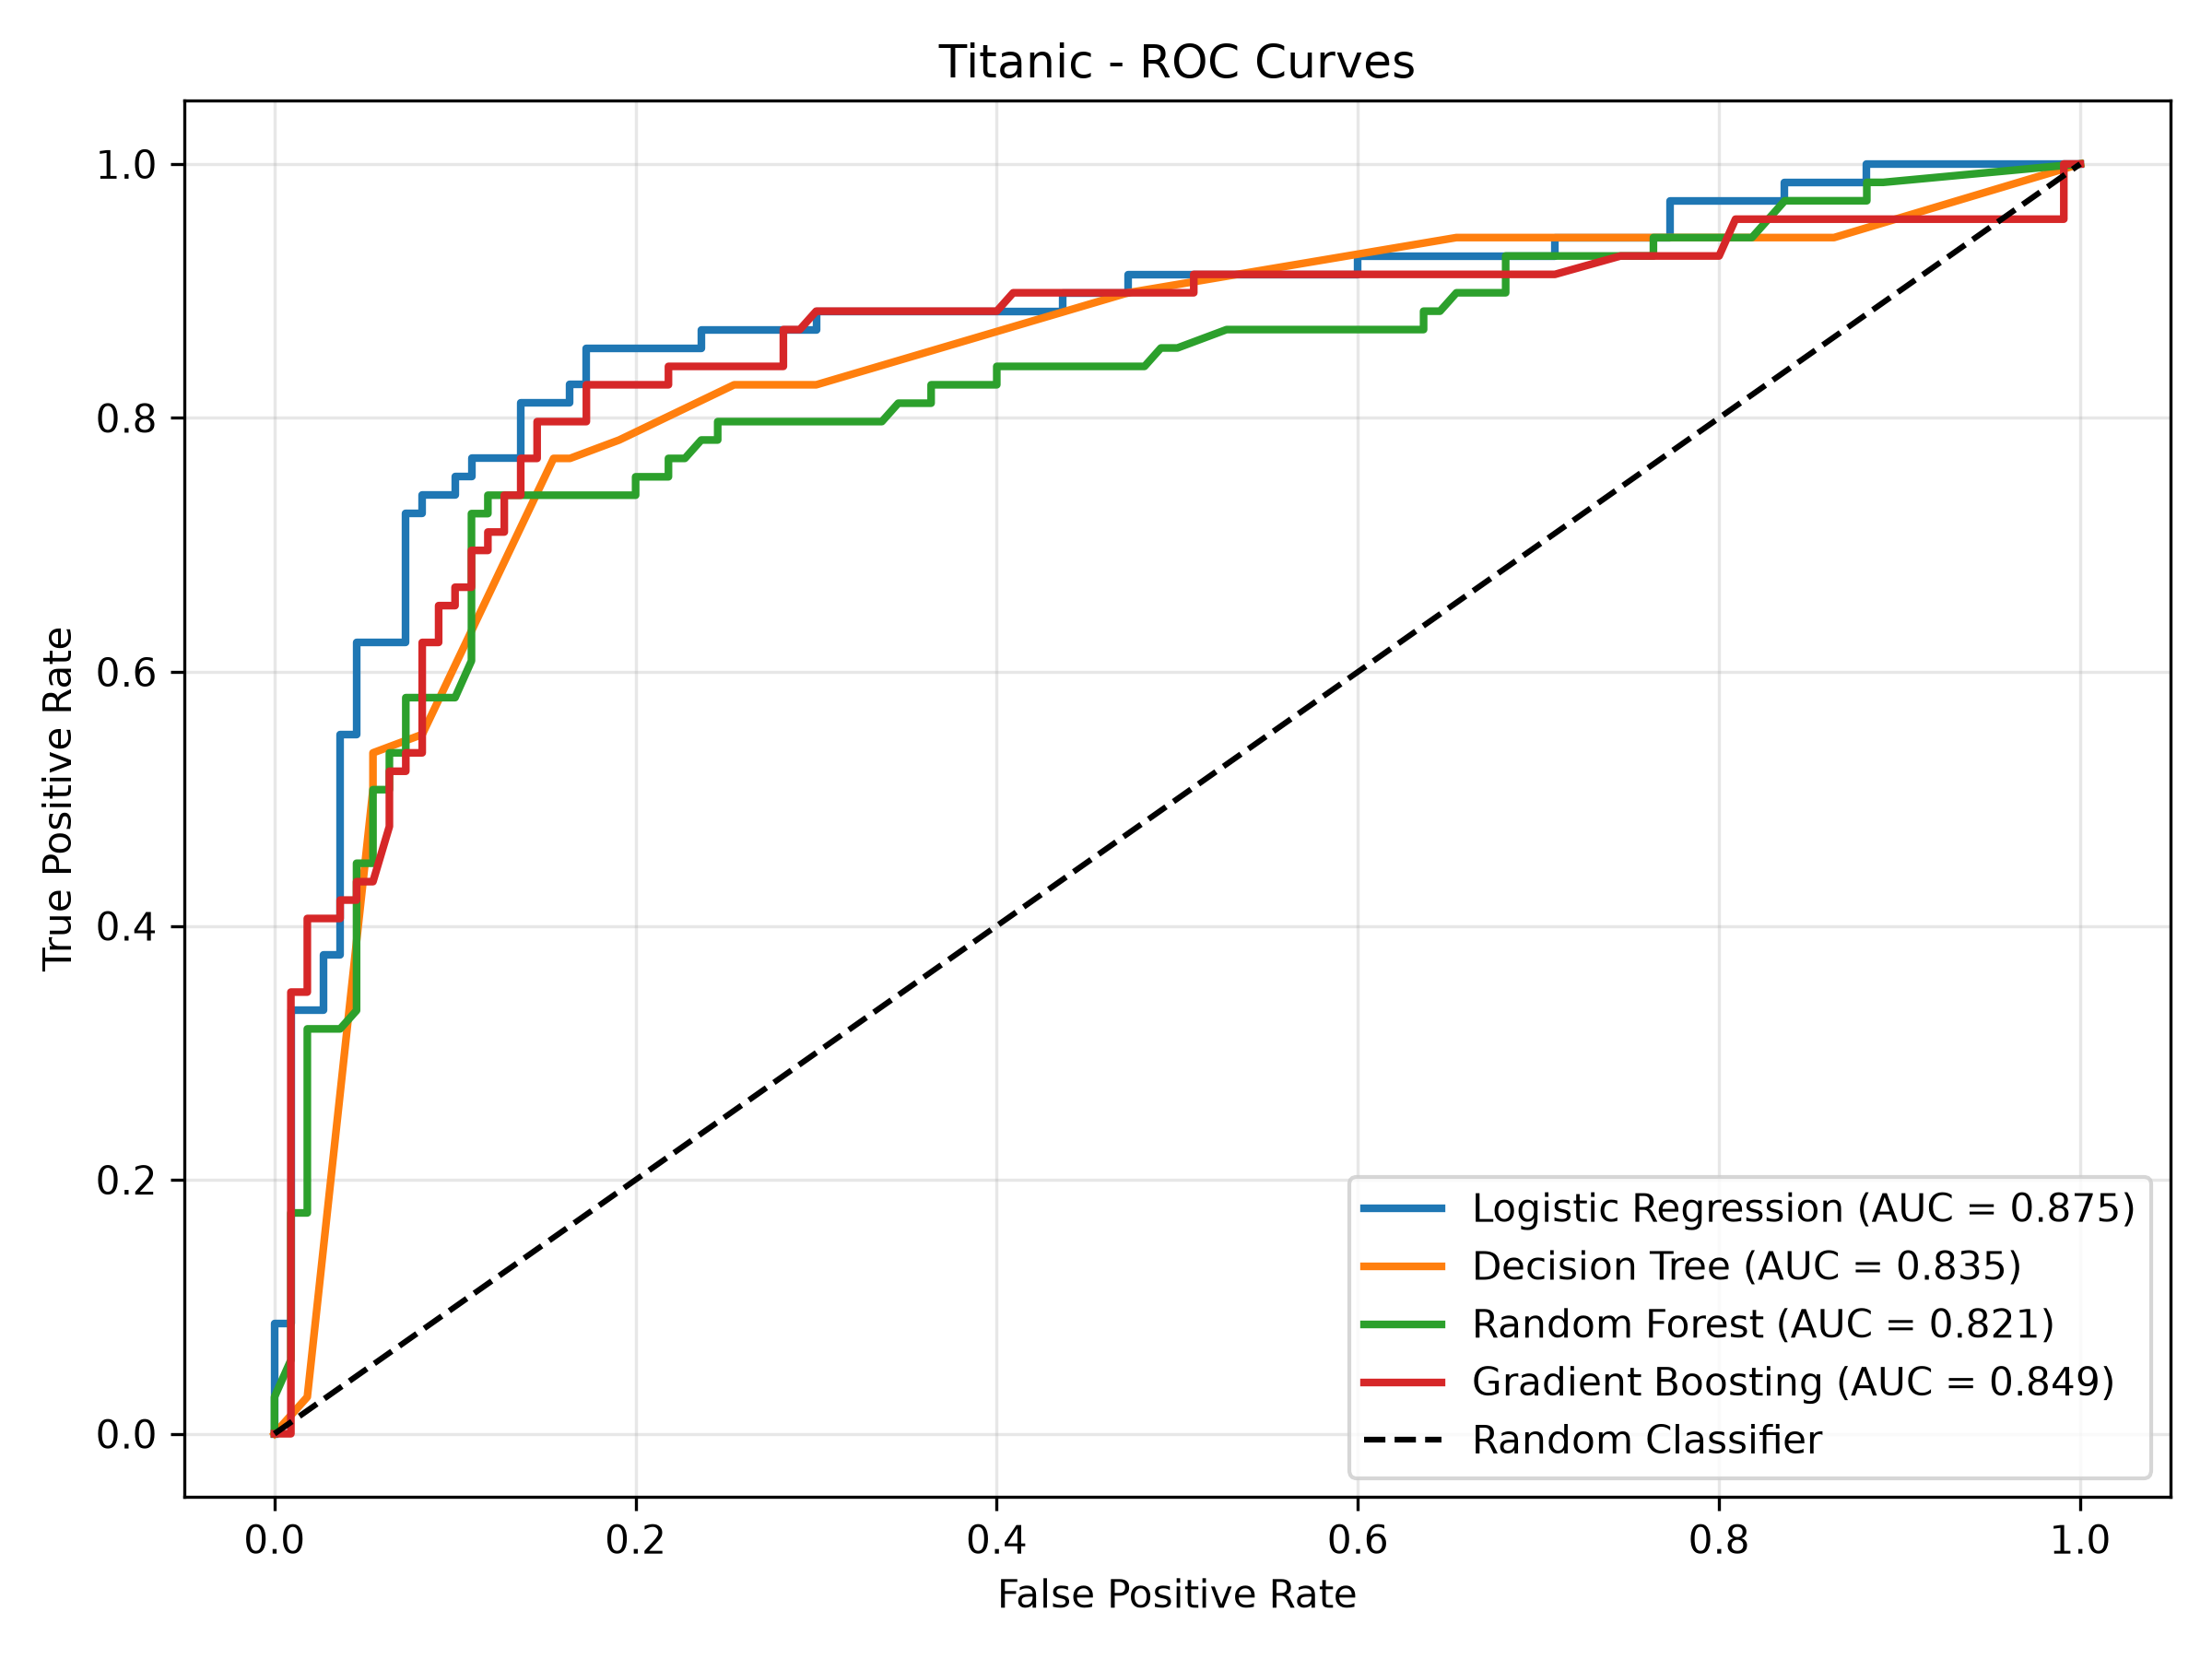 Titanic - ROC Curves
True Positive Rate
1.0
0.8
0.6
0.4
0.2
0.0
Logistic Regression (AUC = 0.875)
Decision Tree (AUC = 0.835)
Random Forest (AUC = 0.821)
Gradient Boosting (AUC = 0.849)
Random Classifier
0.0 0.2 0.4 0.6 0.8 1.0
False Positive Rate